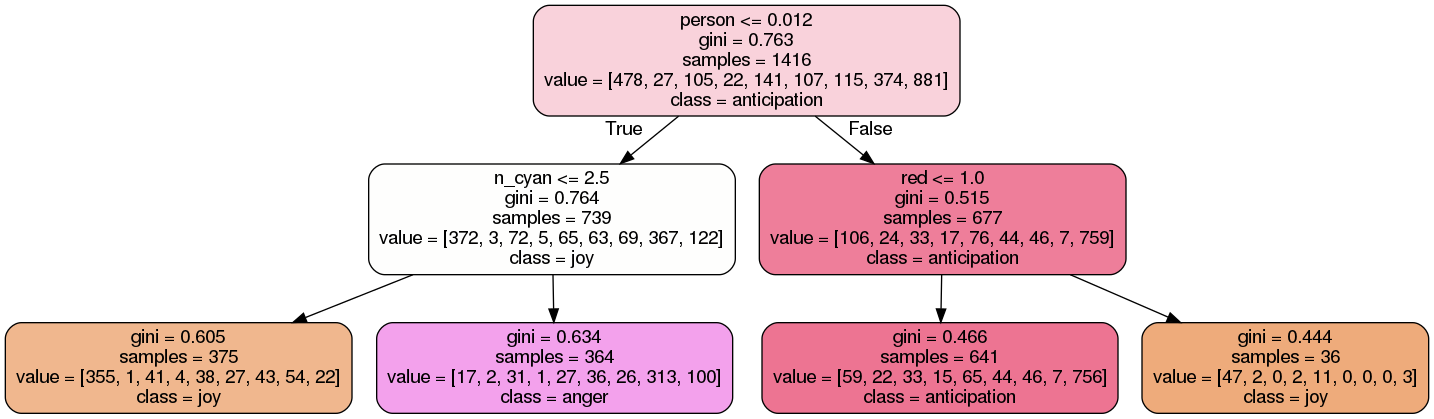 person <= 0.012
gini = 0.763
samples = 1416
value = [478, 27, 105, 22, 141, 107, 115, 374, 881]
class = anticipation
True
False
n_cyan <= 2.5
gini = 0.764
samples = 739
value = [372, 3, 72, 5, 65, 63, 69, 367, 122]
class = joy
red <= 1.0
gini = 0.515
samples = 677
value = [106, 24, 33, 17, 76, 44, 46, 7, 759]
class = anticipation
gini = 0.605
samples = 375
value = [355, 1, 41, 4, 38, 27, 43, 54, 22]
class = joy
gini = 0.634
samples = 364
value = [17, 2, 31, 1, 27, 36, 26, 313, 100]
class = anger
gini = 0.466
samples = 641
value = [59, 22, 33, 15, 65, 44, 46, 7, 756]
class = anticipation
gini = 0.444
samples = 36
value = [47, 2, 0, 2, 11, 0, 0, 0, 3]
class = joy